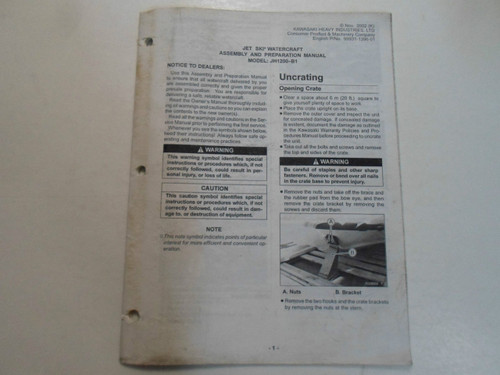 © Nov., 2002 (K)
KAWASAKI HEAVY INDUSTRIES, LTD.
Consumer Products & Machinery Company
JET SKI® WATERCRAFT
ASSEMBLY AND PREPARATION MANUAL
MODEL: JH1200-B1
NOTICE TO DEALERS:
Use this Assembly and Preparation Manual
to ensure that all watercraft delivered by you
are assembled correctly and given the proper
predelivery preparation. You are responsible for
delivering a safe, reliable watercraft.
Read the Owner's Manual thoroughly includ-
ing all warnings and cautions so you can explain
the contents to the new owner(s).
Read all the warnings and cautions in the Ser-
vice Manual prior to performing the first service.
Whenever you see the symbols shown below,
heed their instructions! Always follow safe op-
erating and maintenance practices.
WARNING
This warning symbol identifies special
instructions or procedures which, if not
correctly followed, could result in per-
sonal injury, or loss of life.
CAUTION
This caution symbol identifies special
instructions or procedures which, if not
correctly followed, could result in dam-
age to, or destruction of equipment.
NOTE
○ This note symbol indicates points of particular
interest for more efficient and convenient op-
eration.
Uncrating
Opening Crate
● Clear a space about 6 m (20 ft.) square to
give yourself plenty of space to work.
● Place the crate upright on its base.
● Remove the outer cover and inspect the unit
for concealed damage. If concealed damage
is evident, document the damage as outlined
in the Kawasaki Warranty Policies and Pro-
cedures Manual before proceeding to uncrate
the unit.
● Take out all the bolts and screws and remove
the top and sides of the crate.
WARNING
Be careful of staples and other sharp
fasteners. Remove or bend over all nails
in the crate base to prevent injury.
● Remove the nuts and take off the brace and
the rubber pad from the bow eye, and then
remove the crate bracket by removing the
screws and discard them.
A. Nuts
B. Bracket
● Remove the two hooks and the crate brackets
by removing the nuts at the stern.
- 1 -